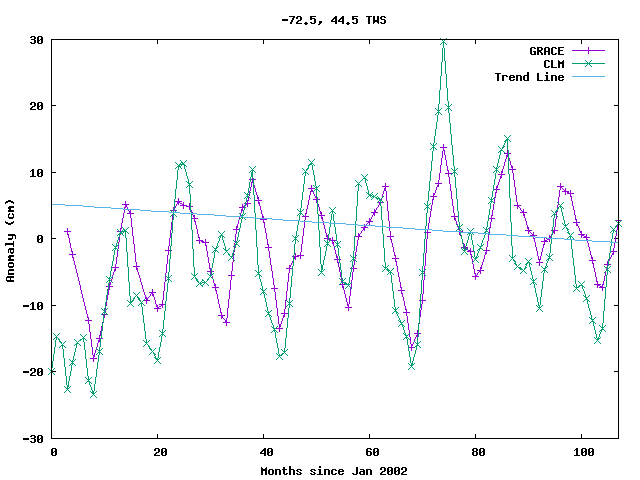 -72.5, 44.5 TWS
GRACE
CLM
Trend Line
30
20
10
0
-10
-20
-30
Anomaly (cm)
0 20 40 60 80 100
Months since Jan 2002